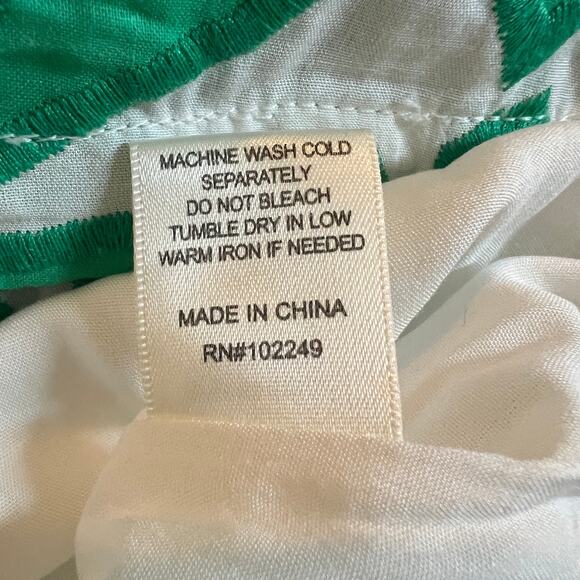 MACHINE WASH COLD
SEPARATELY
DO NOT BLEACH
TUMBLE DRY IN LOW
WARM IRON IF NEEDED
MADE IN CHINA
RN#102249